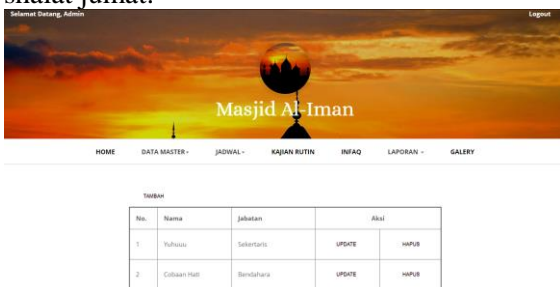 shalat Jumat.
Selamat Datang, Admin Logout
Masjid Al-Iman
HOME DATA MASTER JADWAL KAJIAN RUTIN INFAQ LAPORAN GALERY
TAMBAH
No. Nama Jabatan Aksi
1 Yuhuuu Sekertaris UPDATE HAPUS
2 Cobaan Hati Bendahara UPDATE HAPUS